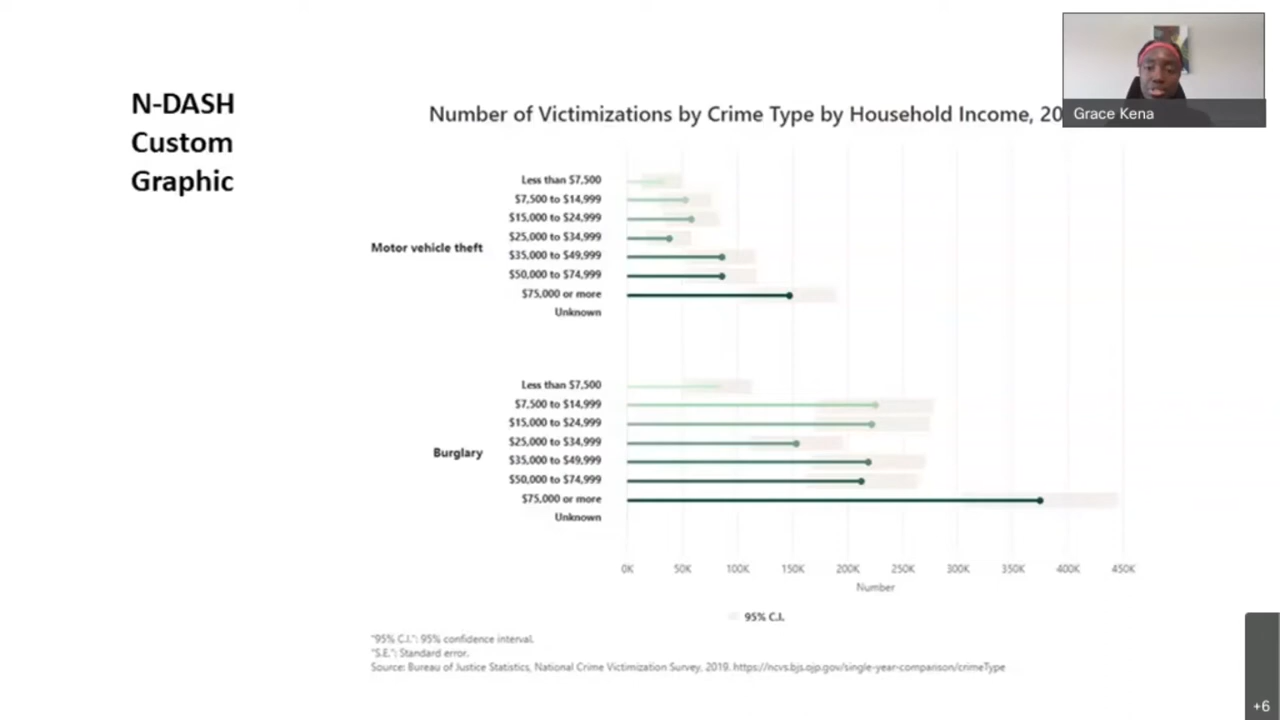 N-DASH
Custom
Graphic
Number of Victimizations by Crime Type by Household Income, 20
Grace Kena
Motor vehicle theft
Less than $7,500
$7,500 to $14,999
$15,000 to $24,999
$25,000 to $34,999
$35,000 to $49,999
$50,000 to $74,999
$75,000 or more
Unknown
Burglary
Less than $7,500
$7,500 to $14,999
$15,000 to $24,999
$25,000 to $34,999
$35,000 to $49,999
$50,000 to $74,999
$75,000 or more
Unknown
0K 50K 100K 150K 200K 250K 300K 350K 400K 450K
Number
95% C.I.
"95% C.I.": 95% confidence interval.
"S.E.": Standard error.
Source: Bureau of Justice Statistics, National Crime Victimization Survey, 2019. https://ncvs.bjs.ojp.gov/single-year-comparison/crimeType
+6